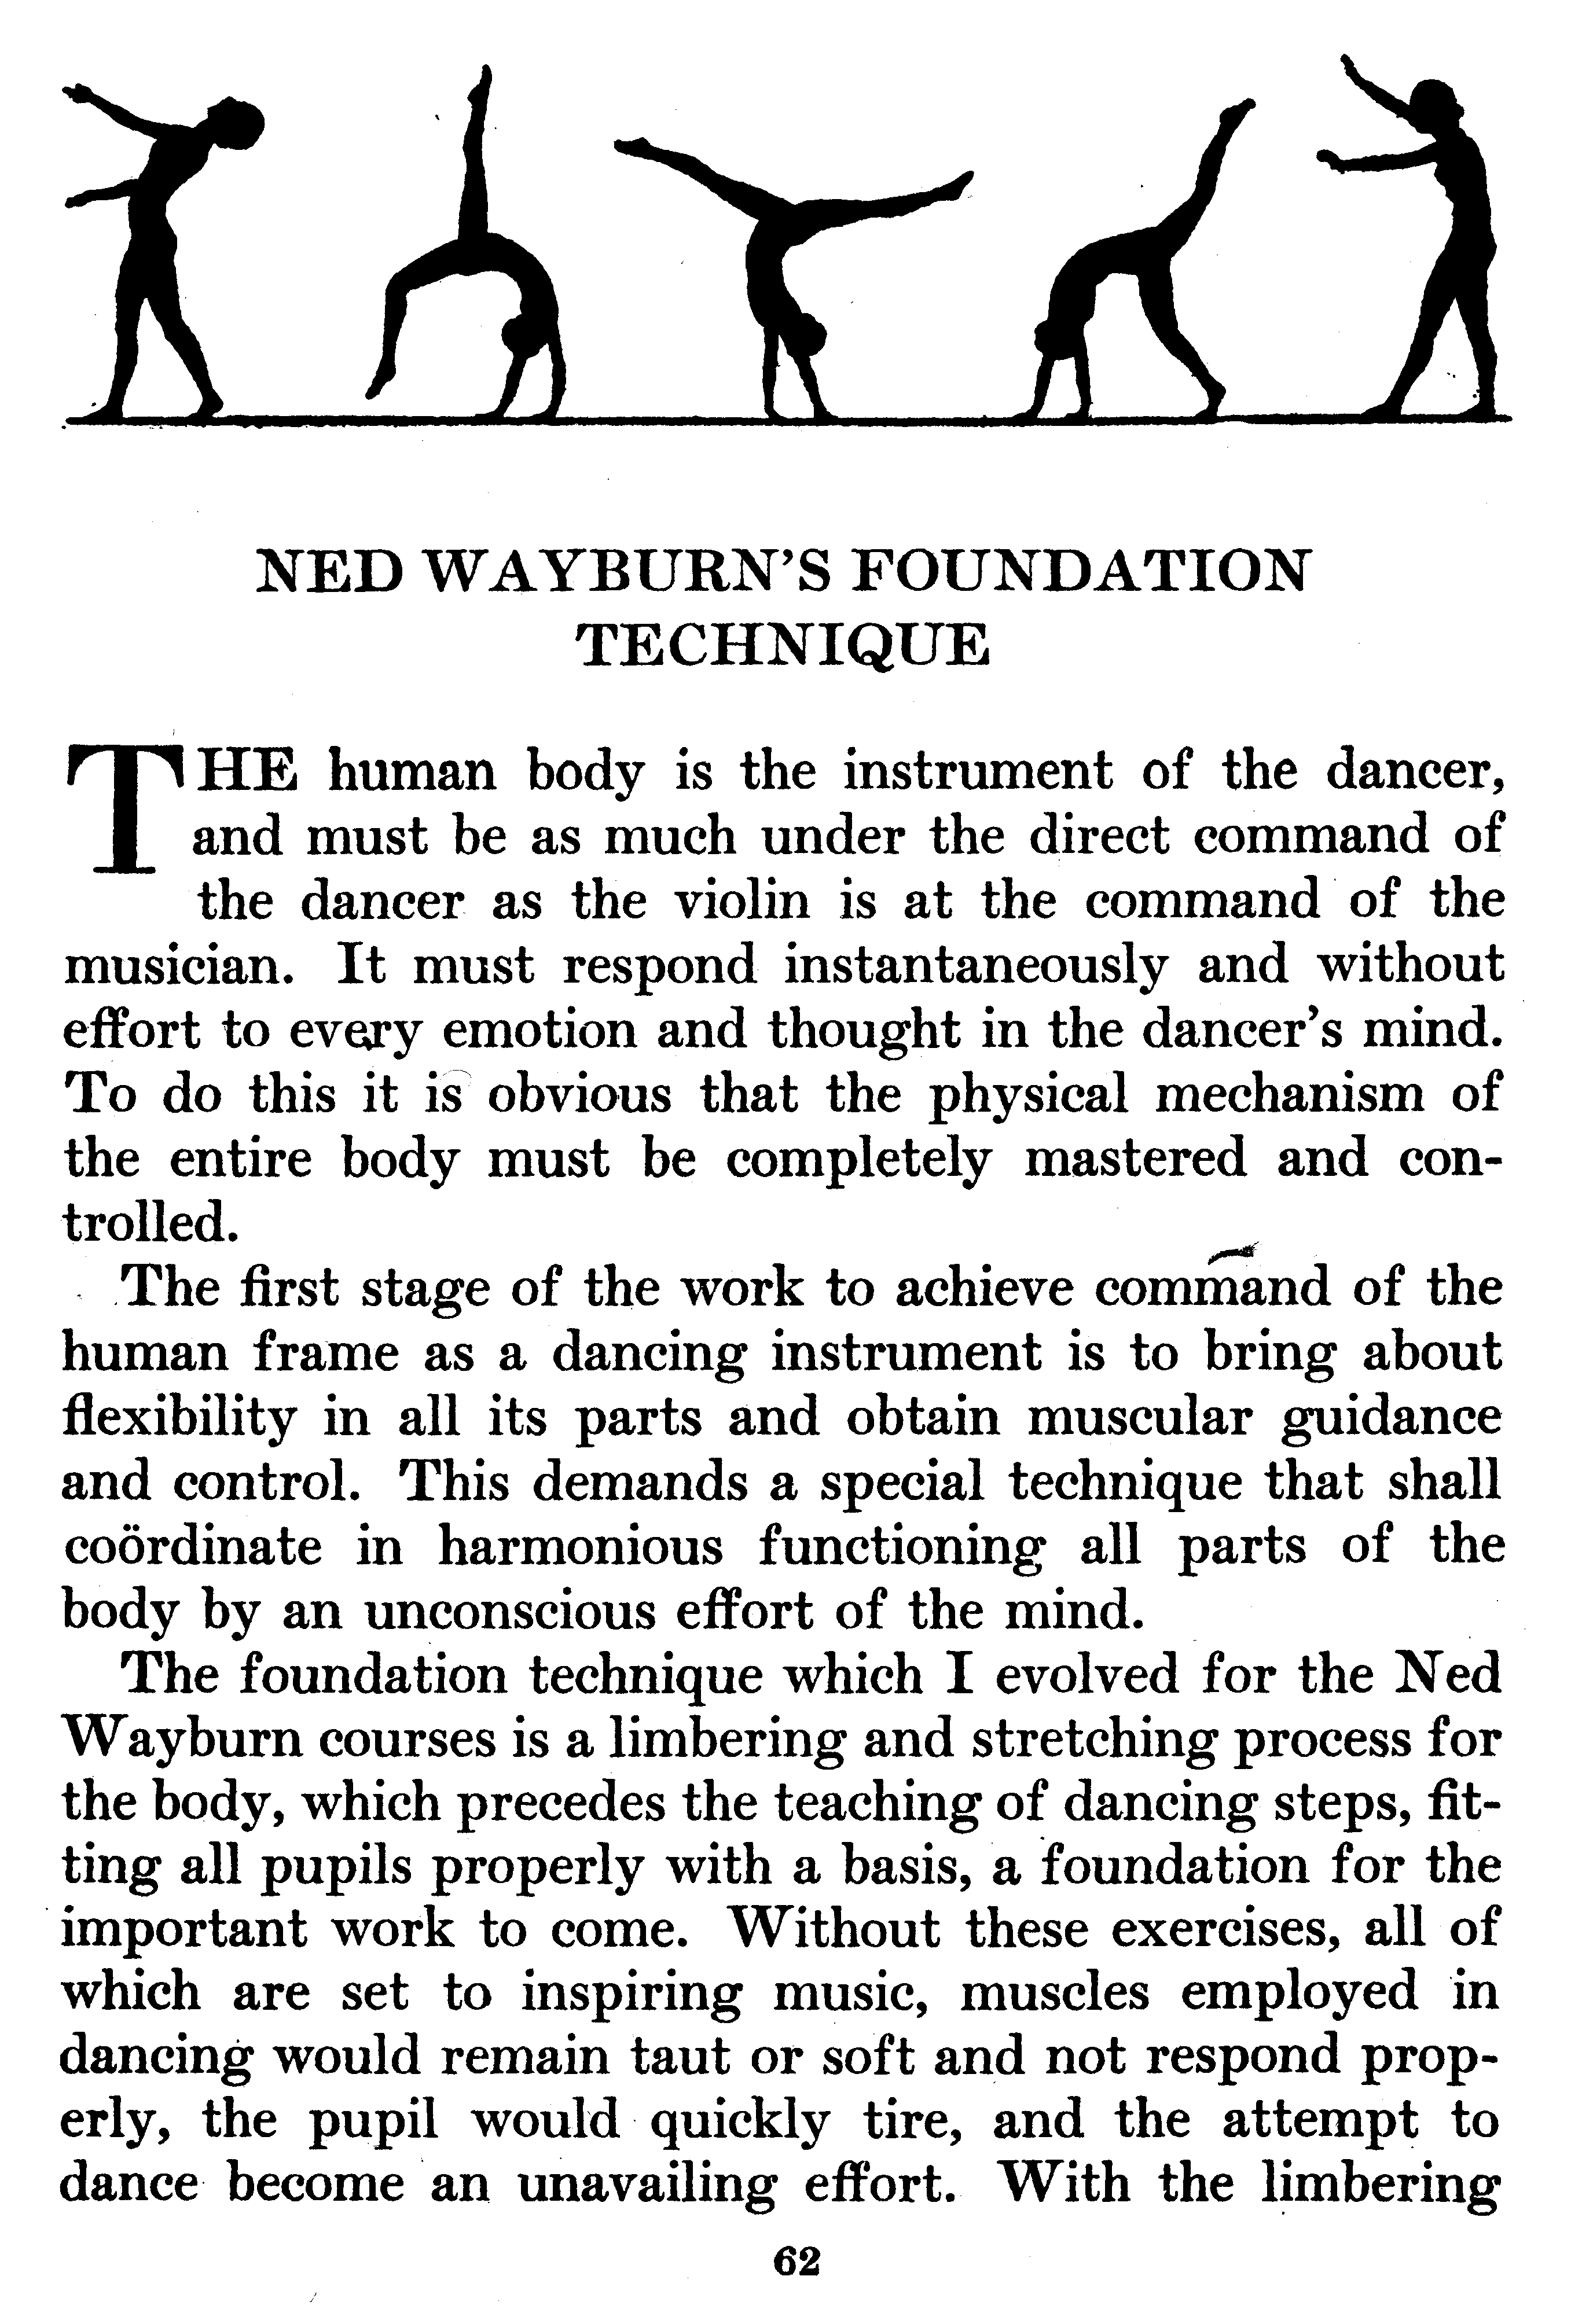 NED WAYBURN'S FOUNDATION
TECHNIQUE
THE human body is the instrument of the dancer,
and must be as much under the direct command of
the dancer as the violin is at the command of the
musician. It must respond instantaneously and without
effort to every emotion and thought in the dancer's mind.
To do this it is obvious that the physical mechanism of
the entire body must be completely mastered and con-
trolled.
The first stage of the work to achieve command of the
human frame as a dancing instrument is to bring about
flexibility in all its parts and obtain muscular guidance
and control. This demands a special technique that shall
coördinate in harmonious functioning all parts of the
body by an unconscious effort of the mind.
The foundation technique which I evolved for the Ned
Wayburn courses is a limbering and stretching process for
the body, which precedes the teaching of dancing steps, fit-
ting all pupils properly with a basis, a foundation for the
important work to come. Without these exercises, all of
which are set to inspiring music, muscles employed in
dancing would remain taut or soft and not respond prop-
erly, the pupil would quickly tire, and the attempt to
dance become an unavailing effort. With the limbering
62